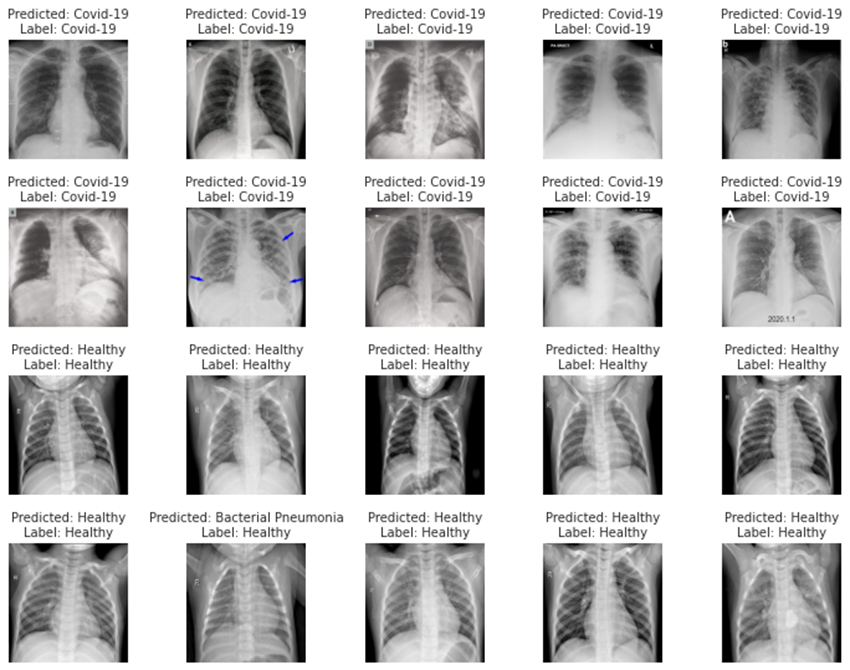 Predicted: Covid-19 Predicted: Covid-19 Predicted: Covid-19 Predicted: Covid-19 Predicted: Covid-19
Label: Covid-19 Label: Covid-19 Label: Covid-19 Label: Covid-19 Label: Covid-19
Predicted: Covid-19 Predicted: Covid-19 Predicted: Covid-19 Predicted: Covid-19 Predicted: Covid-19
Label: Covid-19 Label: Covid-19 Label: Covid-19 Label: Covid-19 Label: Covid-19
A
2020.1.1
Predicted: Healthy Predicted: Healthy Predicted: Healthy Predicted: Healthy Predicted: Healthy
Label: Healthy Label: Healthy Label: Healthy Label: Healthy Label: Healthy
Predicted: Healthy Predicted: Bacterial Pneumonia Predicted: Healthy Predicted: Healthy Predicted: Healthy
Label: Healthy Label: Healthy Label: Healthy Label: Healthy Label: Healthy